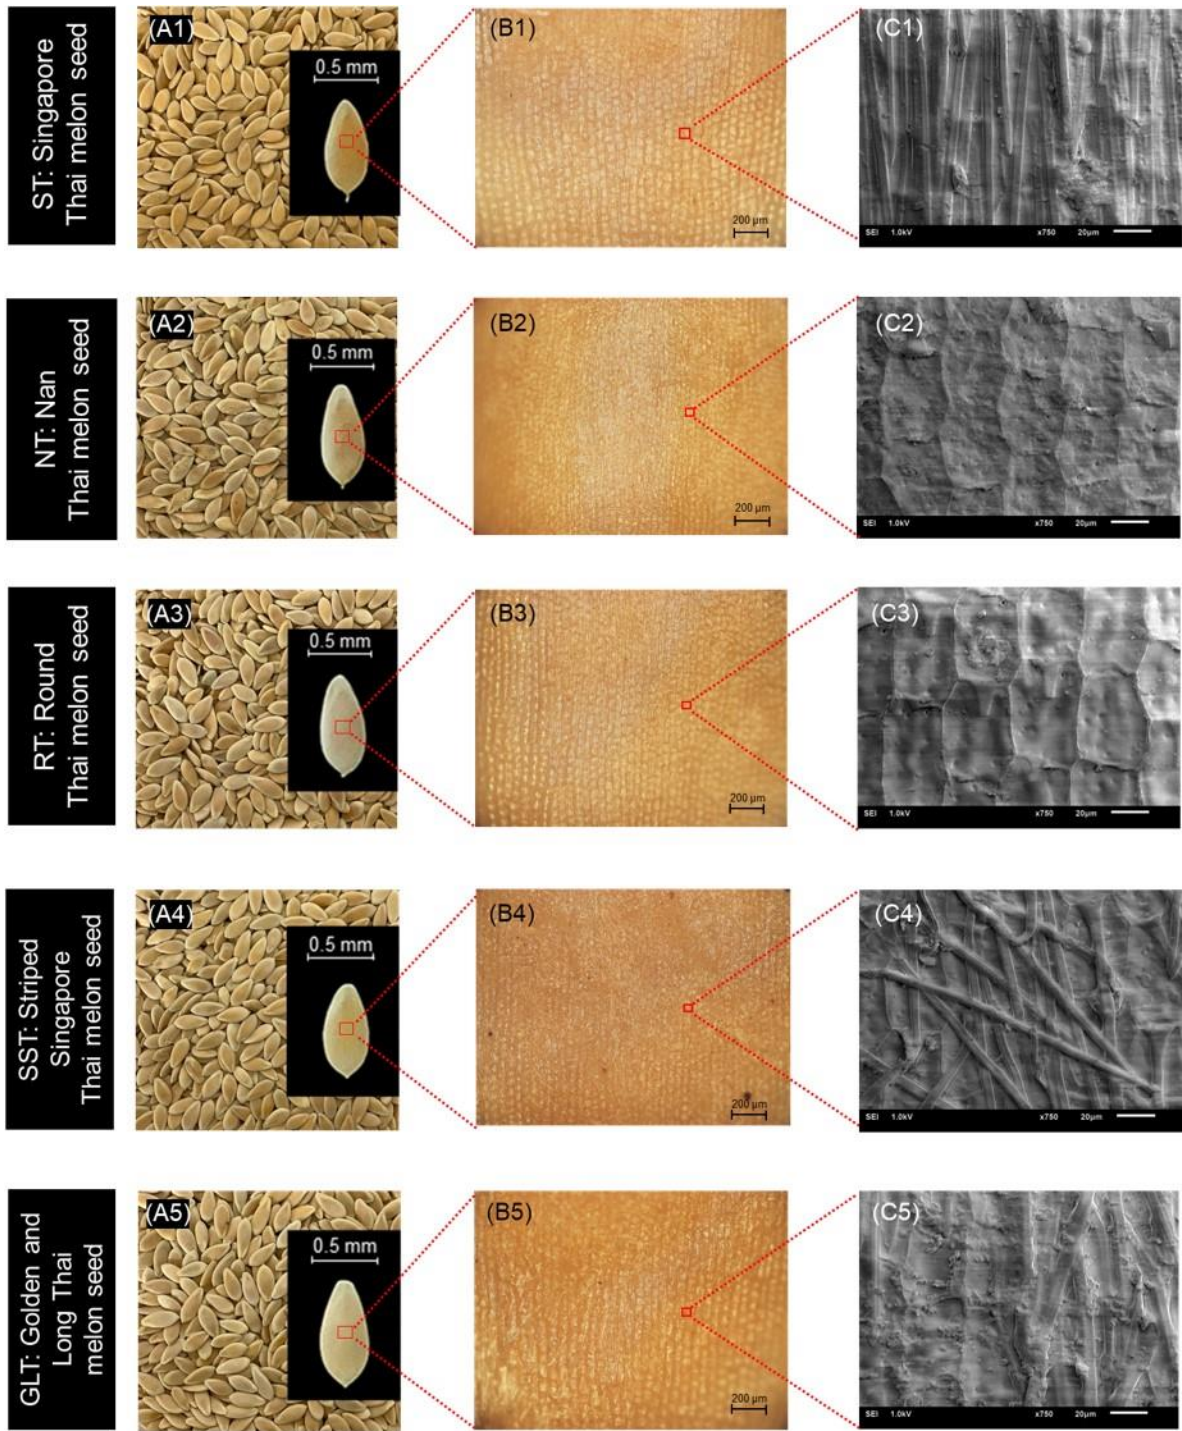 ST: Singapore
Thai melon seed
(A1)
0.5 mm
(B1)
200 µm
(C1)
SEI 1.0kV x750 20µm
NT: Nan
Thai melon seed
(A2)
0.5 mm
(B2)
200 µm
(C2)
SEI 1.0kV x750 20µm
RT: Round
Thai melon seed
(A3)
0.5 mm
(B3)
200 µm
(C3)
SEI 1.0kV x750 20µm
SST: Striped
Singapore
Thai melon seed
(A4)
0.5 mm
(B4)
200 µm
(C4)
SEI 1.0kV x750 20µm
GLT: Golden and
Long Thai
melon seed
(A5)
0.5 mm
(B5)
200 µm
(C5)
SEI 1.0kV x750 20µm